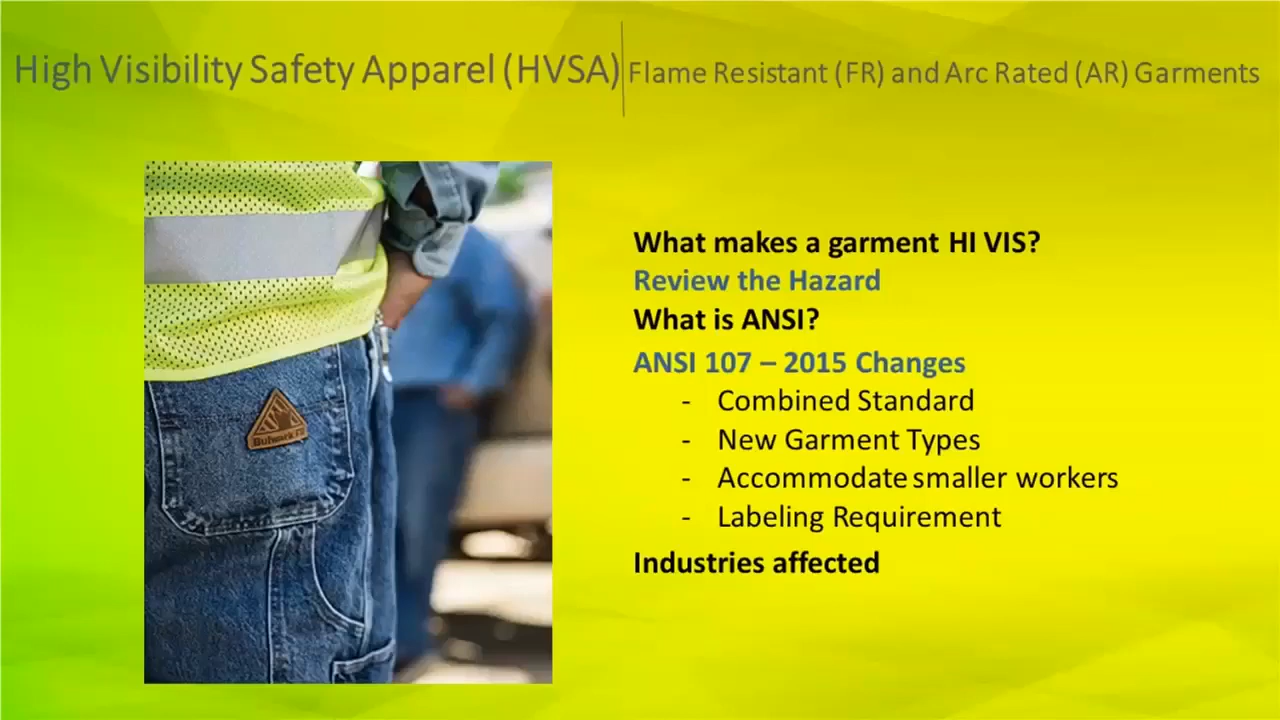 High Visibility Safety Apparel (HVSA) Flame Resistant (FR) and Arc Rated (AR) Garments
What makes a garment HI VIS?
Review the Hazard
What is ANSI?
ANSI 107 – 2015 Changes
- Combined Standard
- New Garment Types
- Accommodate smaller workers
- Labeling Requirement
Industries affected
Bulwark FR